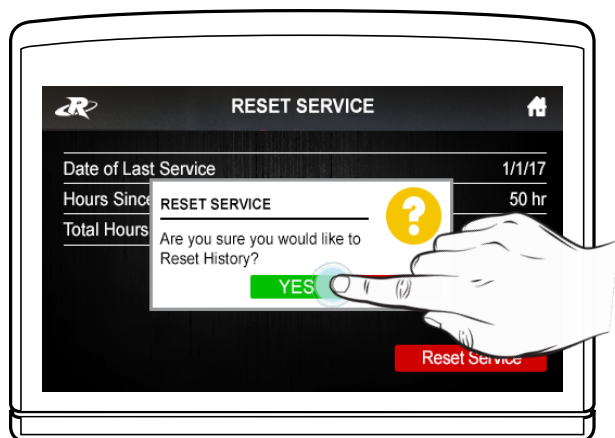 R
RESET SERVICE
Date of Last Service 1/1/17
Hours Since 50 hr
Total Hours
RESET SERVICE
?
Are you sure you would like to
Reset History?
YES
Reset Service